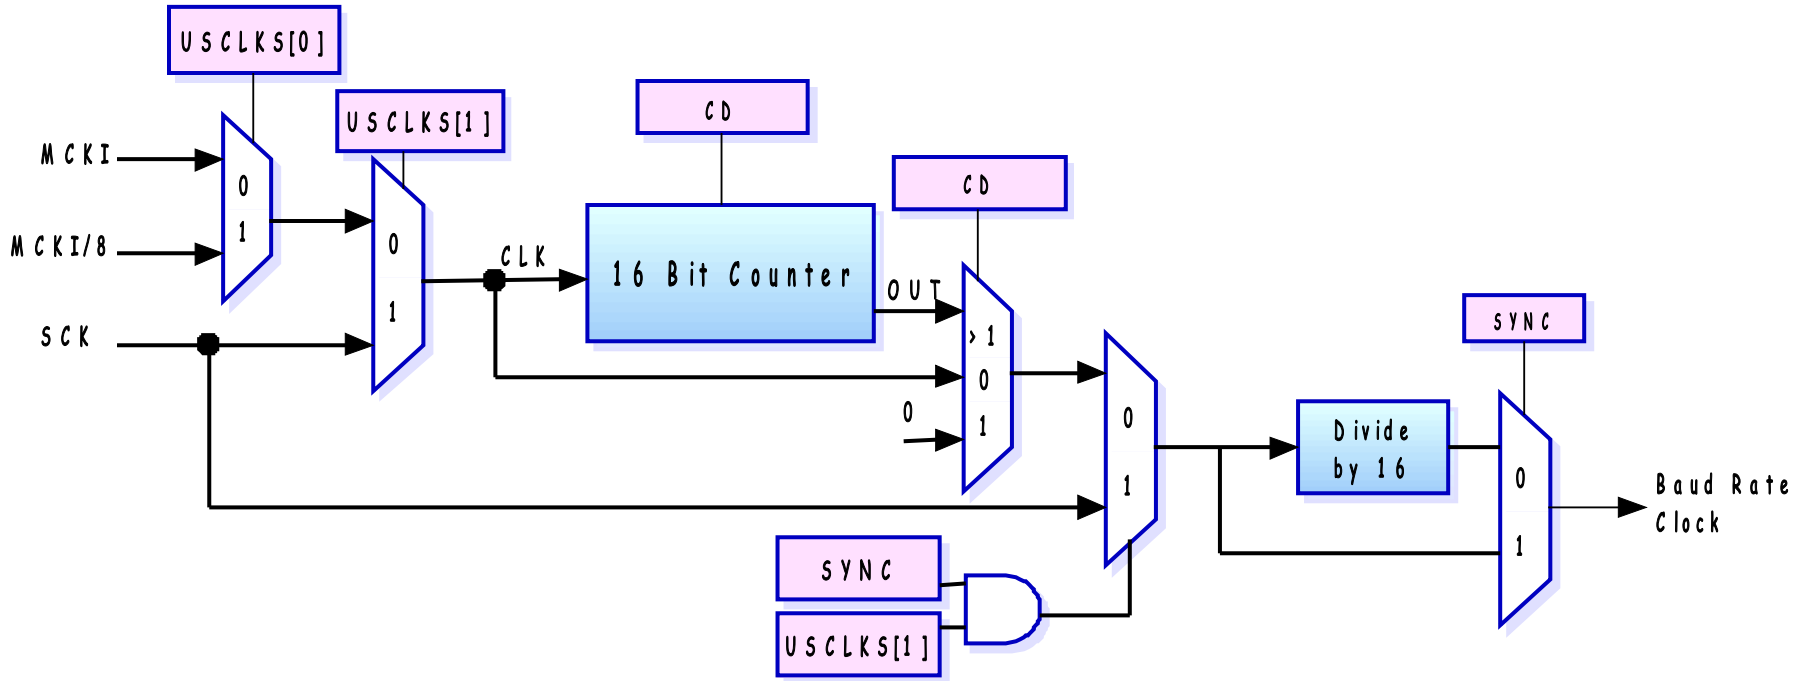 USCLKS[0]
USCLKS[1]
CD
CD
MCKI
0
1
MCKI/8
0
1
CLK
16 Bit Counter
OUT
>1
0
1
0
SCK
SYNC
0
1
Divide
by 16
0
1
Baud Rate
Clock
SYNC
USCLKS[1]